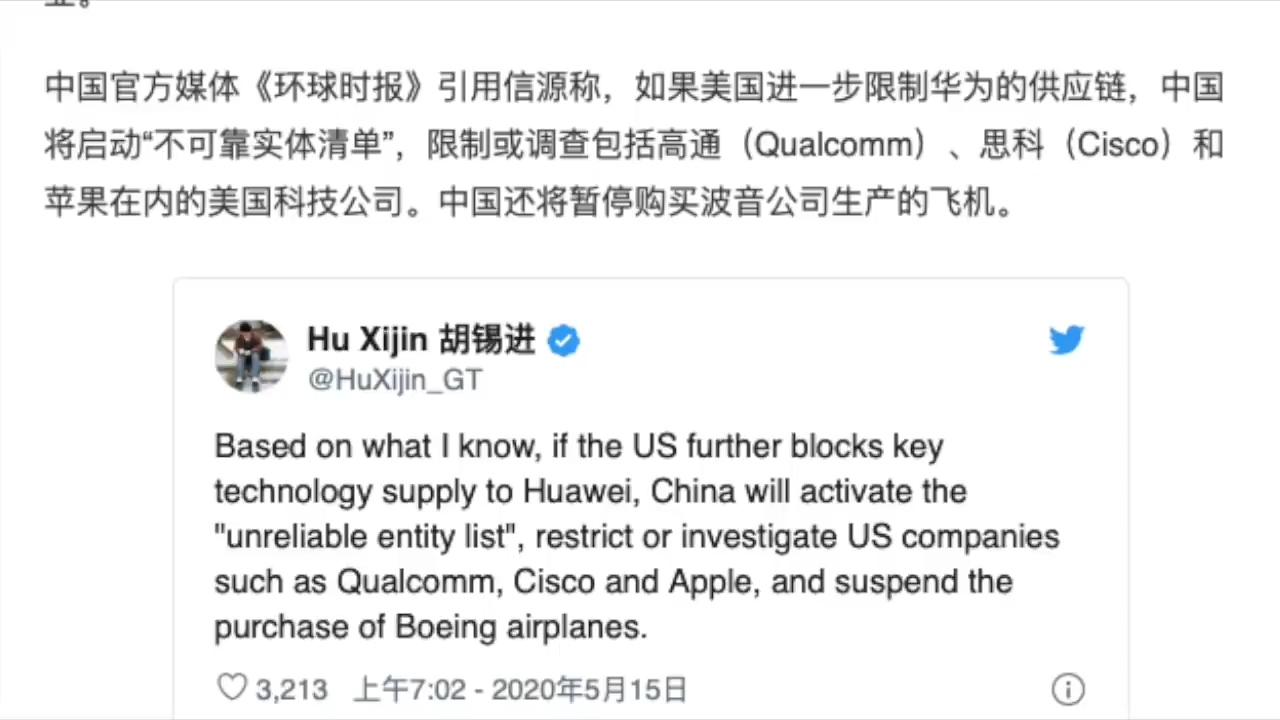 业。
中国官方媒体《环球时报》引用信源称，如果美国进一步限制华为的供应链，中国
将启动“不可靠实体清单”，限制或调查包括高通（Qualcomm）、思科（Cisco）和
苹果在内的美国科技公司。中国还将暂停购买波音公司生产的飞机。
Hu Xijin 胡锡进
@HuXijin_GT
Based on what I know, if the US further blocks key
technology supply to Huawei, China will activate the
"unreliable entity list", restrict or investigate US companies
such as Qualcomm, Cisco and Apple, and suspend the
purchase of Boeing airplanes.
3,213 上午7:02 - 2020年5月15日